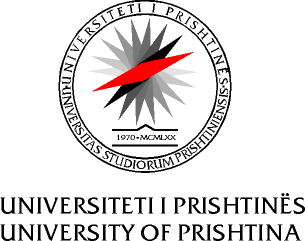 UNIVERSITETI I PRISHTINËS
UNIVERSITAS STUDIORUM PRISHTINIENSIS
1970•MCMLXX
UNIVERSITETI I PRISHTINËS
UNIVERSITY OF PRISHTINA